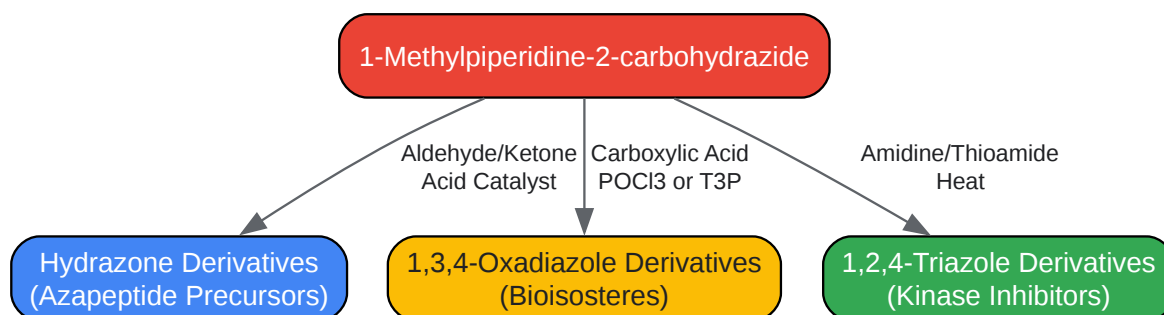 1-Methylpiperidine-2-carbohydrazide
Aldehyde/Ketone
Acid Catalyst
Carboxylic Acid
POCl3 or T3P
Amidine/Thioamide
Heat
Hydrazone Derivatives
(Azapeptide Precursors)
1,3,4-Oxadiazole Derivatives
(Bioisosteres)
1,2,4-Triazole Derivatives
(Kinase Inhibitors)